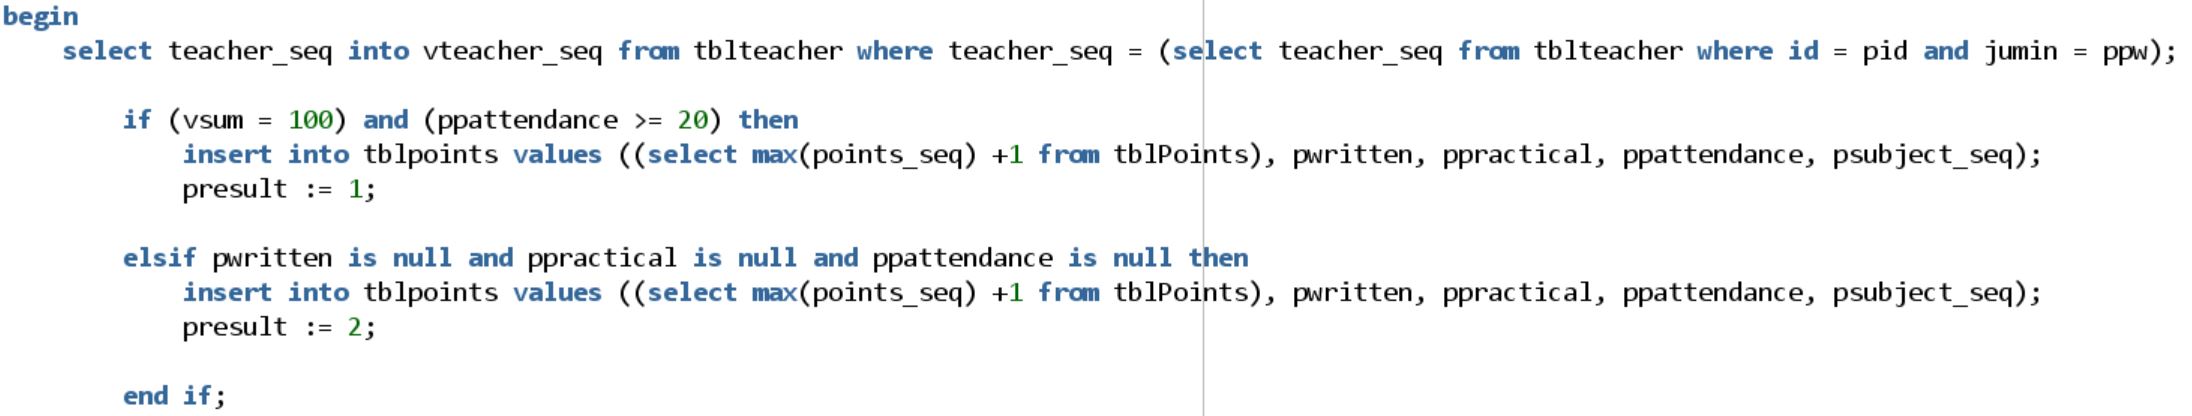 begin
select teacher_seq into vteacher_seq from tblteacher where teacher_seq = (select teacher_seq from tblteacher where id = pid and jumin = ppw);
if (vsum = 100) and (ppattendance >= 20) then
insert into tblpoints values ((select max(points_seq) +1 from tblPoints), pwritten, ppractical, ppattendance, psubject_seq);
presult := 1;
elsif pwritten is null and ppractical is null and ppattendance is null then
insert into tblpoints values ((select max(points_seq) +1 from tblPoints), pwritten, ppractical, ppattendance, psubject_seq);
presult := 2;
end if;